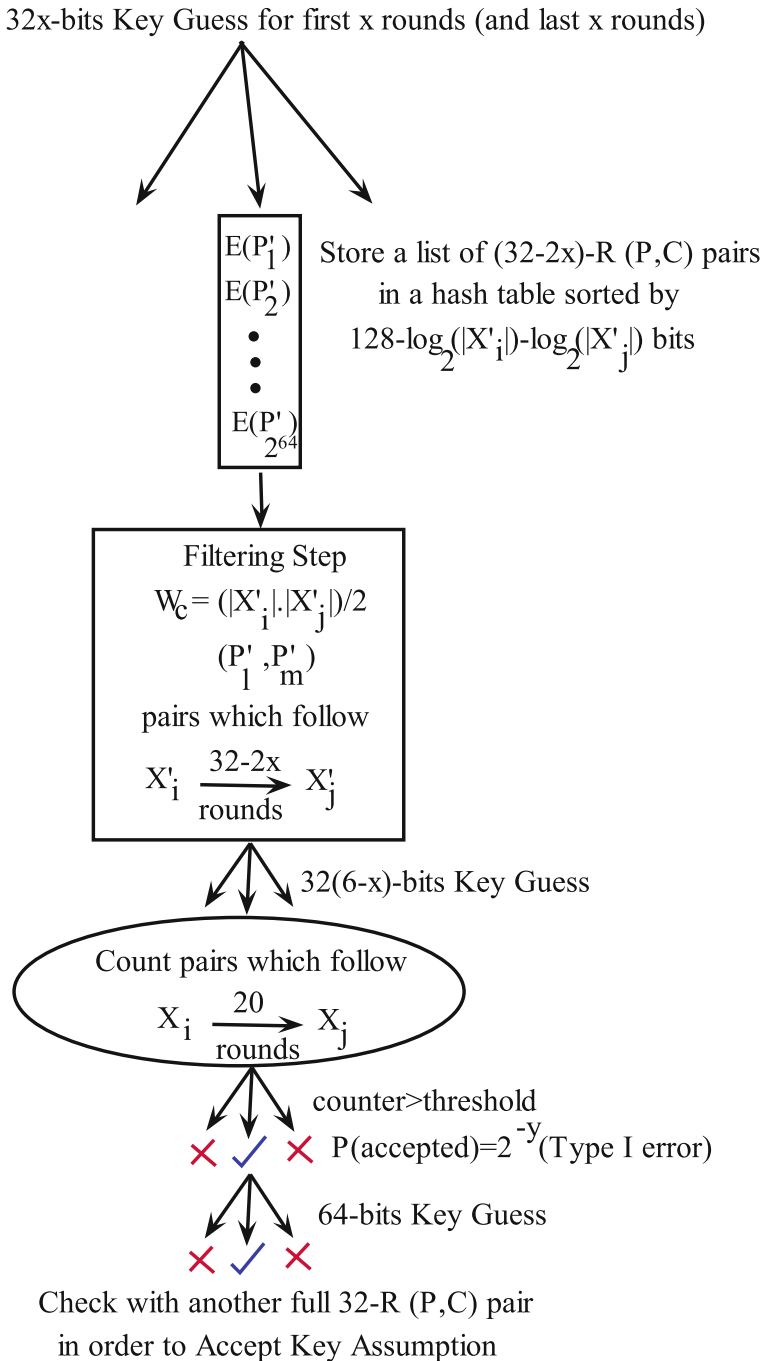 32x-bits Key Guess for first x rounds (and last x rounds)
E(P'₁)
E(P'₂)
E(P'₂⁶⁴)
Store a list of (32-2x)-R (P,C) pairs
in a hash table sorted by
128-log₂(|X'ᵢ|)-log₂(|X'ⱼ|) bits
Filtering Step
W_C = (|X'ᵢ|.|X'ⱼ|)/2
(P'ₗ,P'ₘ)
pairs which follow
X'ᵢ 32-2x rounds X'ⱼ
32(6-x)-bits Key Guess
Count pairs which follow
Xᵢ 20 rounds Xⱼ
counter>threshold
P(accepted)=2^-y(Type I error)
64-bits Key Guess
Check with another full 32-R (P,C) pair
in order to Accept Key Assumption